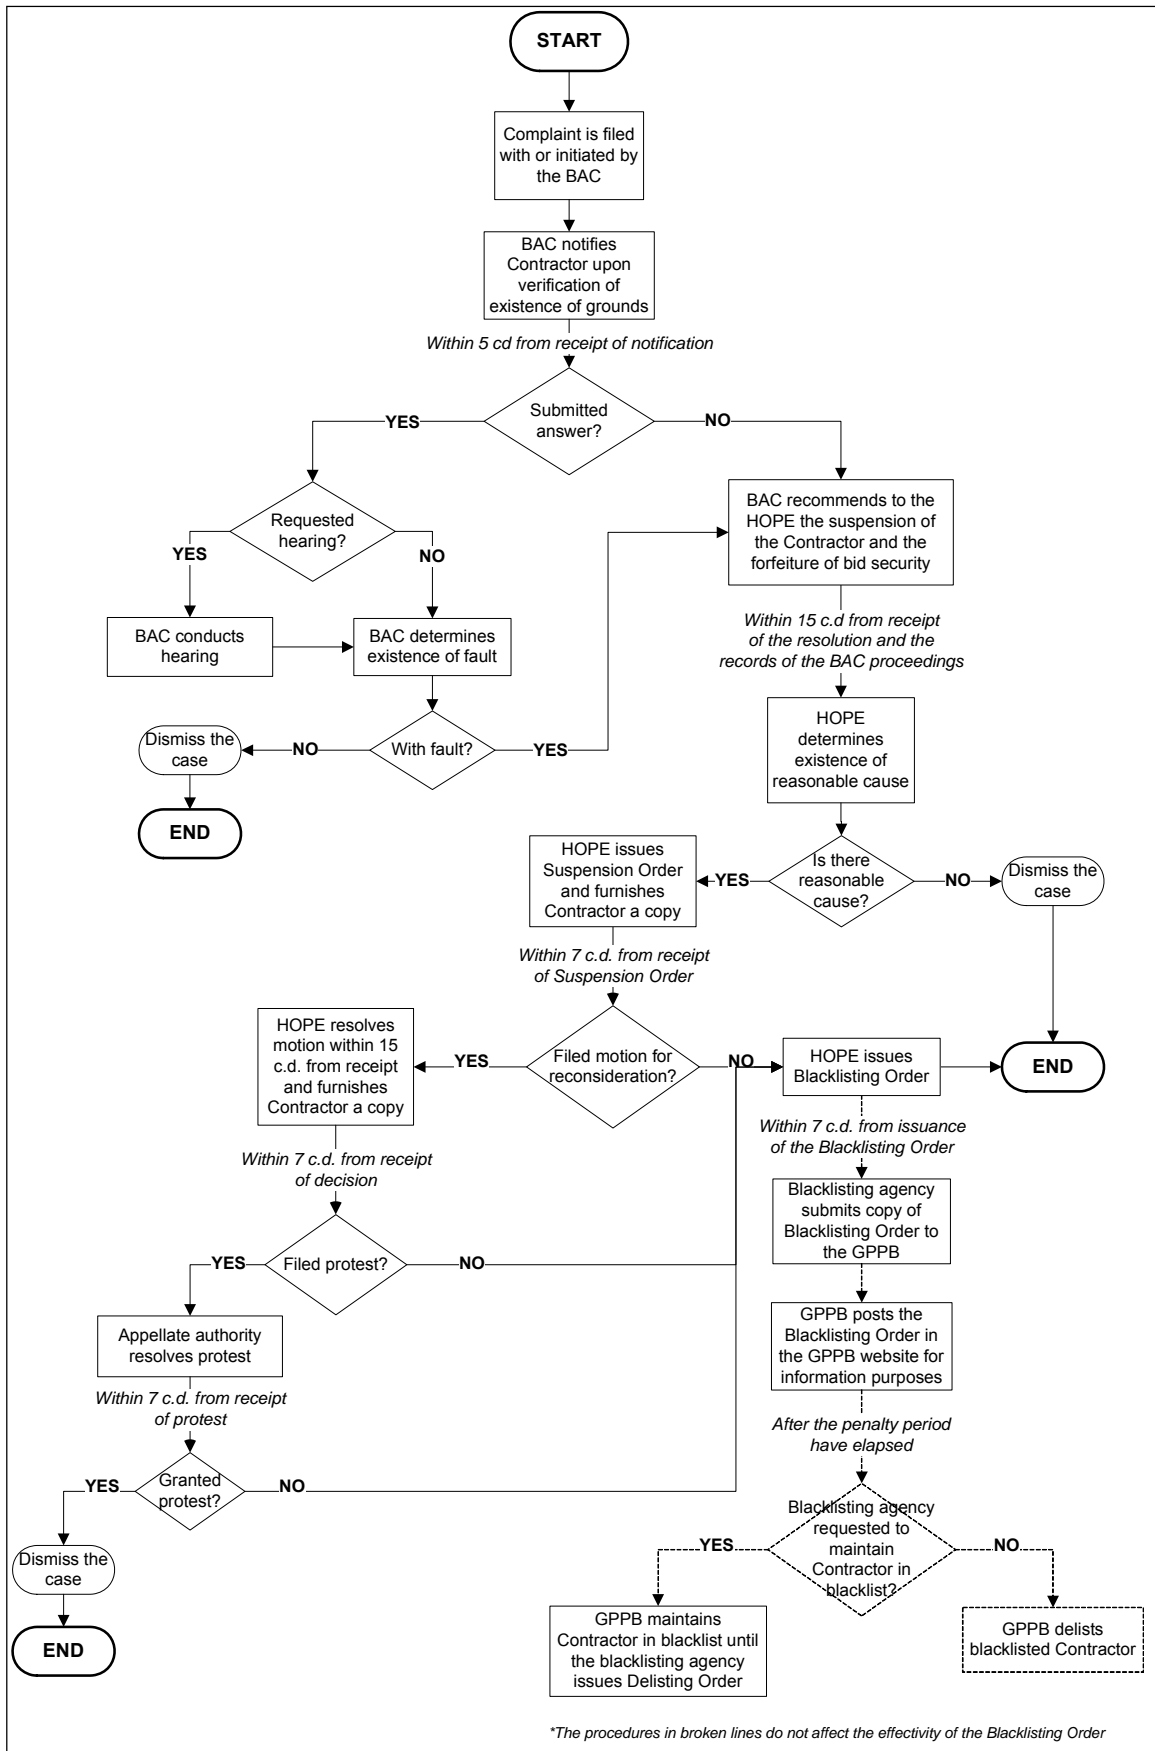 START
Complaint is filed
with or initiated by
the BAC
BAC notifies
Contractor upon
verification of
existence of grounds
Within 5 cd from receipt of notification
Submitted
answer?
YES
NO
Requested
hearing?
YES
NO
BAC recommends to the
HOPE the suspension of
the Contractor and the
forfeiture of bid security
BAC conducts
hearing
BAC determines
existence of fault
Within 15 c.d from receipt
of the resolution and the
records of the BAC proceedings
With fault?
NO
YES
Dismiss the
case
END
HOPE
determines
existence of
reasonable cause
Is there
reasonable
cause?
YES
NO
Dismiss the
case
HOPE issues
Suspension Order
and furnishes
Contractor a copy
Within 7 c.d. from receipt
of Suspension Order
Filed motion for
reconsideration?
YES
NO
HOPE resolves
motion within 15
c.d. from receipt
and furnishes
Contractor a copy
HOPE issues
Blacklisting Order
END
Within 7 c.d. from receipt
of decision
Within 7 c.d. from issuance
of the Blacklisting Order
Filed protest?
YES
NO
Blacklisting agency
submits copy of
Blacklisting Order to
the GPPB
Appellate authority
resolves protest
GPPB posts the
Blacklisting Order in
the GPPB website for
information purposes
Within 7 c.d. from receipt
of protest
After the penalty period
have elapsed
Granted
protest?
YES
NO
Blacklisting agency
requested to
maintain
Contractor in
blacklist?
YES
NO
Dismiss the
case
END
GPPB maintains
Contractor in blacklist until
the blacklisting agency
issues Delisting Order
GPPB delists
blacklisted Contractor
*The procedures in broken lines do not affect the effectivity of the Blacklisting Order